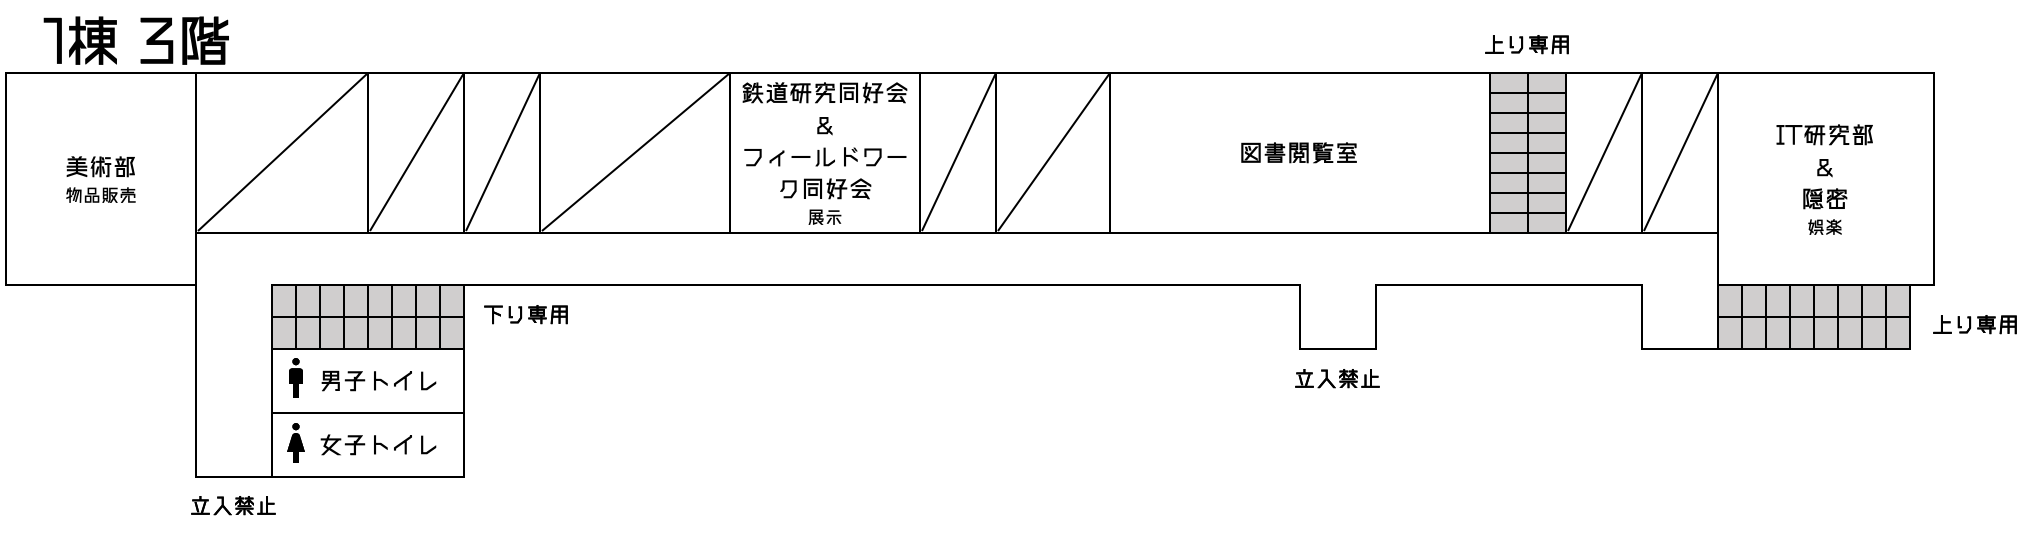 1棟 3階
上り専用
美術部
物品販売
鉄道研究同好会
&
フィールドワー
ク同好会
展示
図書閲覧室
IT研究部
&
隠密
娯楽
下り専用
上り専用
男子トイレ
女子トイレ
立入禁止
立入禁止